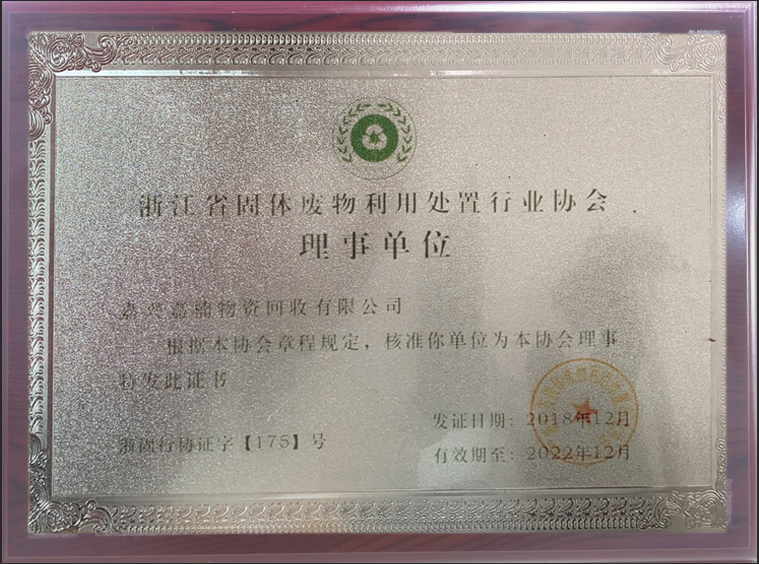 浙江省固体废物利用处置行业协会
理事单位
嘉兴嘉楠物资回收有限公司
根据本协会章程规定，核准你单位为本协会理事
特发此证书
发证日期：2018年12月
浙固行协证字【175】号
有效期至：2022年12月